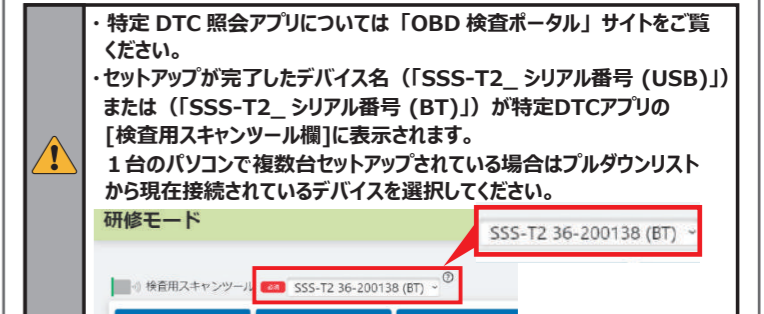 ・特定 DTC 照会アプリについては「OBD 検査ポータル」サイトをご覧
ください。
・セットアップが完了したデバイス名（「SSS-T2_ シリアル番号 (USB)」）
または（「SSS-T2_ シリアル番号 (BT)」）が特定DTCアプリの
[検査用スキャンツール欄]に表示されます。
１台のパソコンで複数台セットアップされている場合はプルダウンリスト
から現在接続されているデバイスを選択してください。
研修モード
SSS-T2 36-200138 (BT)
検査用スキャンツール 必須 SSS-T2 36-200138 (BT) ?